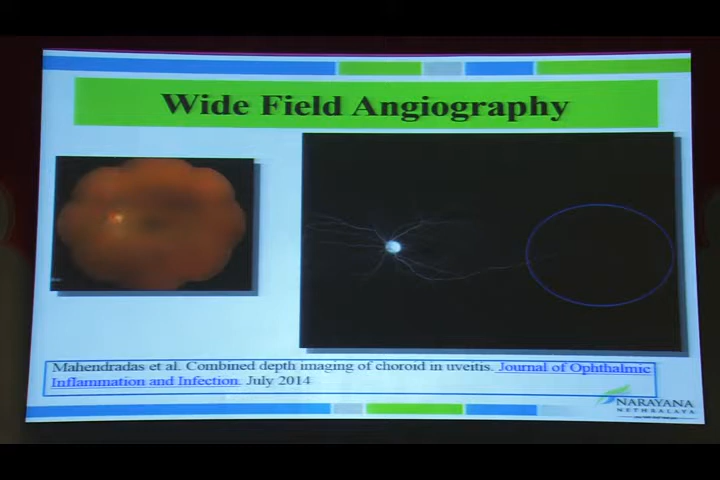 Wide Field Angiography
Mahendradas et al. Combined depth imaging of choroid in uveitis. Journal of Ophthalmic
Inflammation and Infection. July 2014
NARAYANA
NETHRALAYA